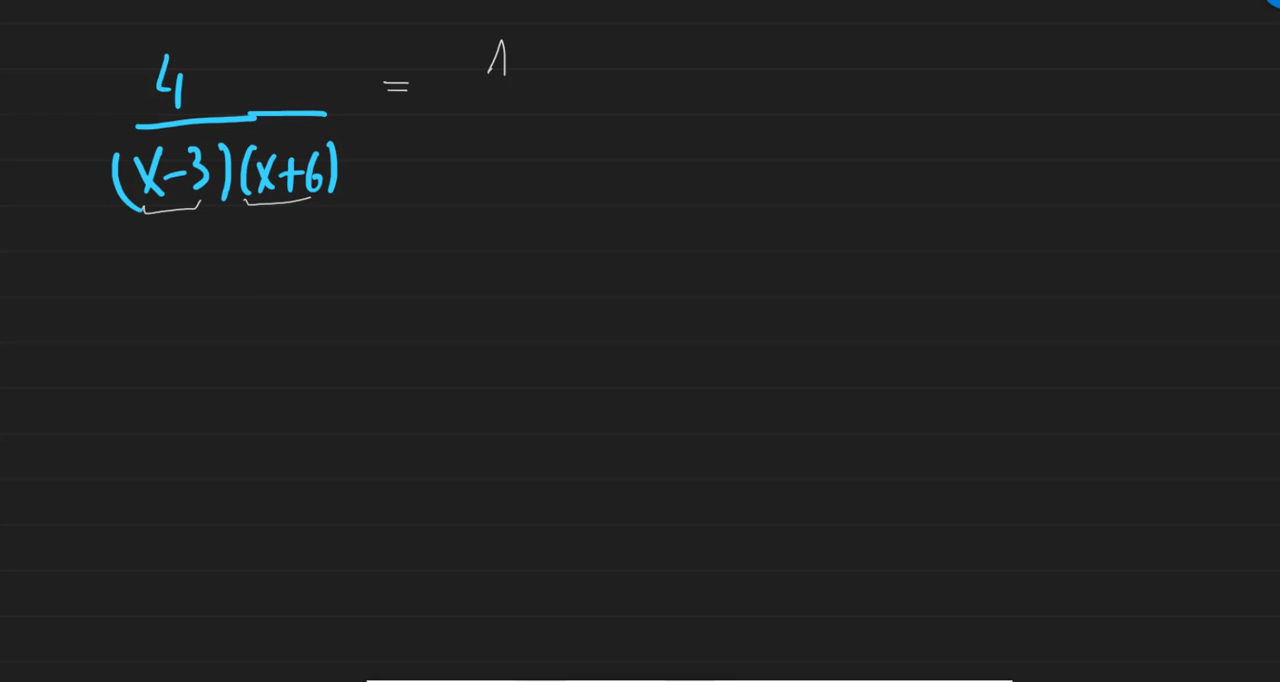 4 =
(x-3)(x+6)